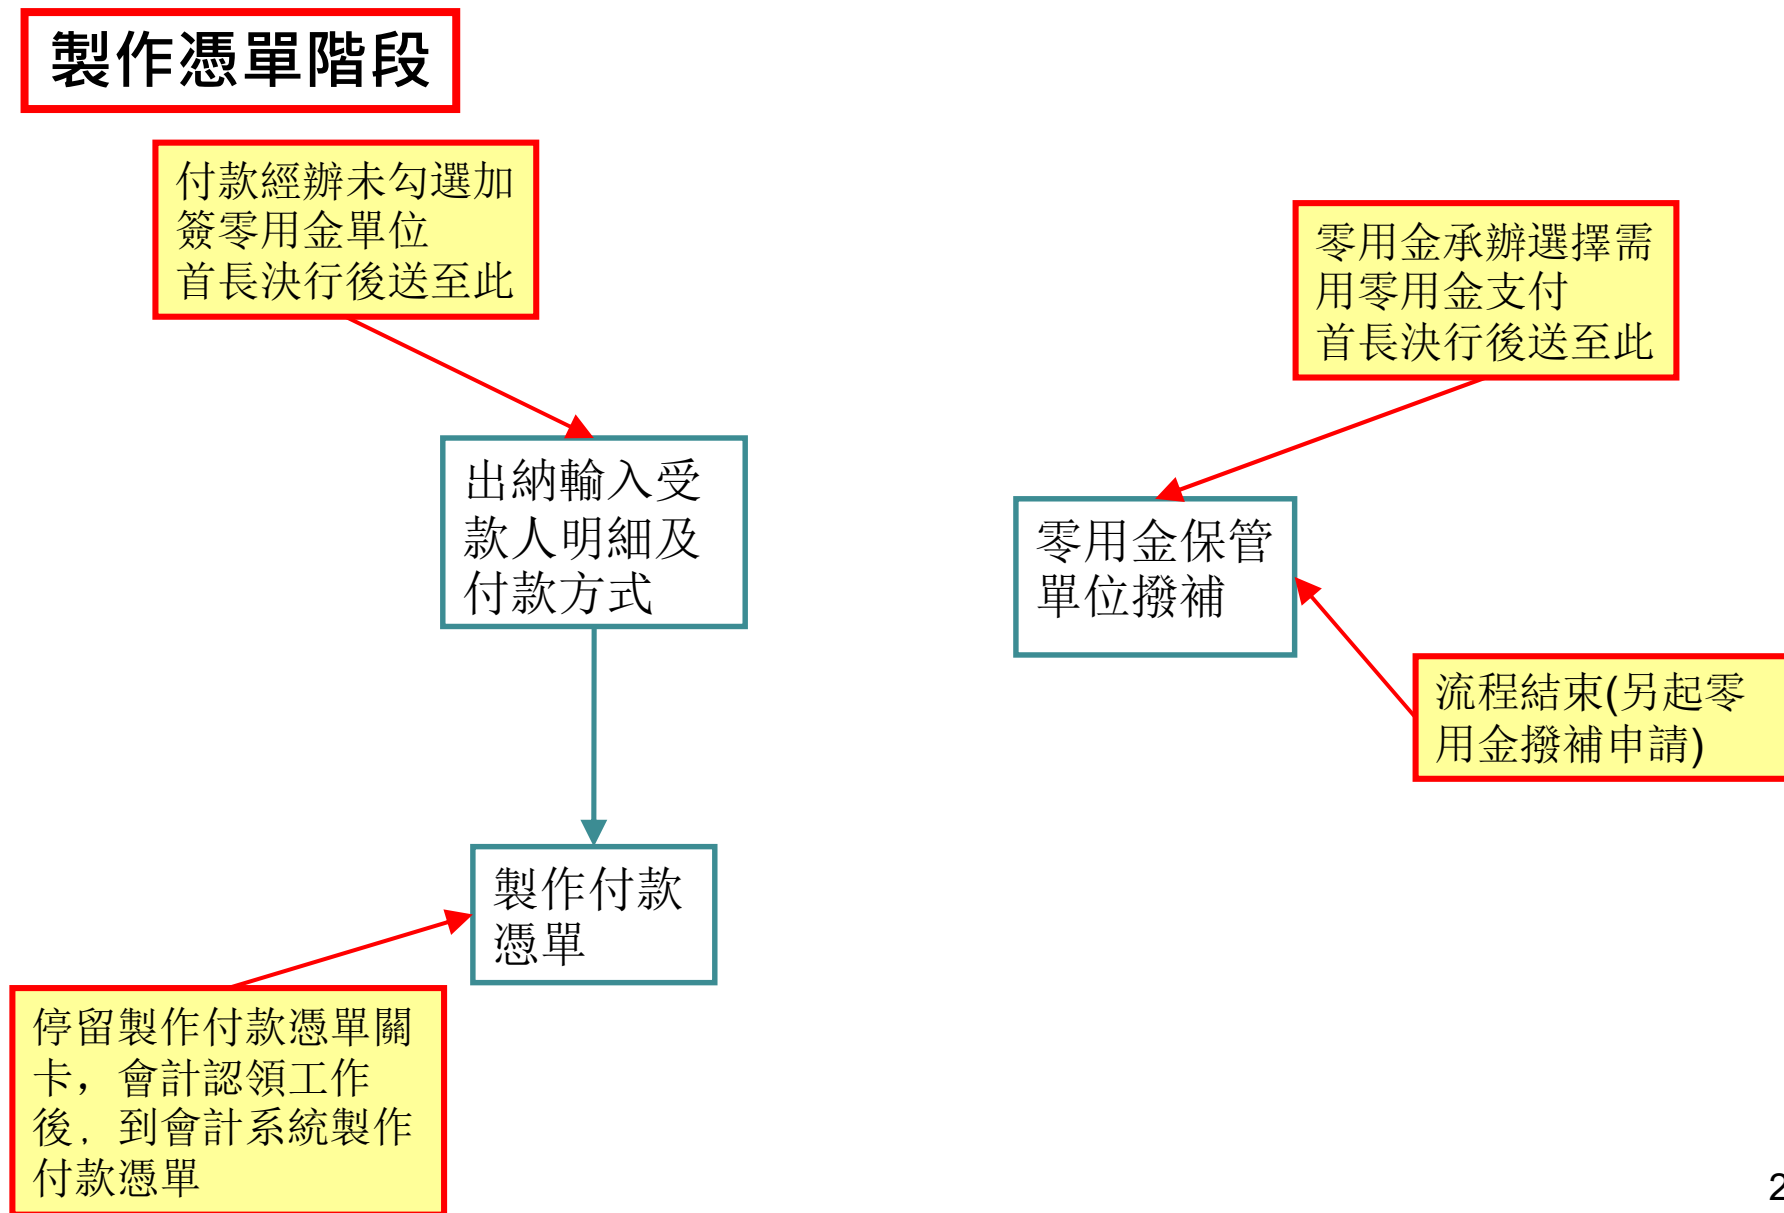 製作憑單階段
付款經辦未勾選加
簽零用金單位
首長決行後送至此
零用金承辦選擇需
用零用金支付
首長決行後送至此
出納輸入受
款人明細及
付款方式
零用金保管
單位撥補
流程結束(另起零
用金撥補申請)
製作付款
憑單
停留製作付款憑單關
卡，會計認領工作
後﹐到會計系統製作
付款憑單
2